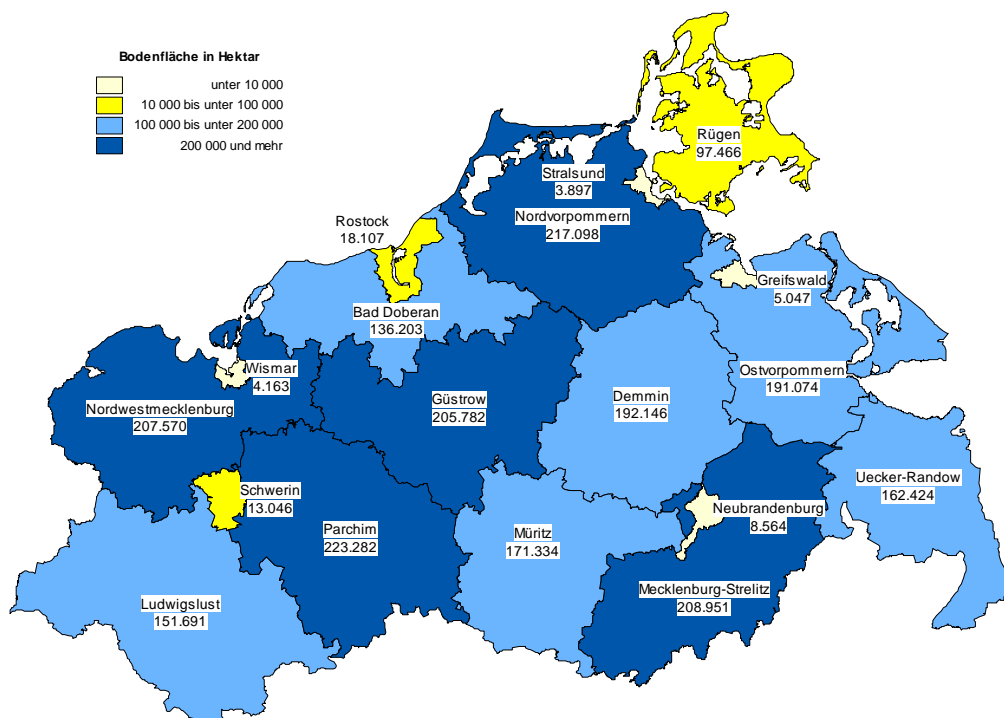 Bodenfläche in Hektar
unter 10 000
10 000 bis unter 100 000
100 000 bis unter 200 000
200 000 und mehr
Rügen
97.466
Stralsund
3.897
Nordvorpommern
217.098
Rostock
18.107
Greifswald
5.047
Bad Doberan
136.203
Wismar
4.163
Ostvorpommern
191.074
Güstrow
205.782
Demmin
192.146
Nordwestmecklenburg
207.570
Uecker-Randow
162.424
Schwerin
13.046
Neubrandenburg
8.564
Parchim
223.282
Müritz
171.334
Mecklenburg-Strelitz
208.951
Ludwigslust
151.691